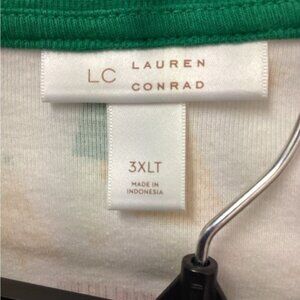 LC LAUREN CONRAD
3XLT
MADE IN
INDONESIA